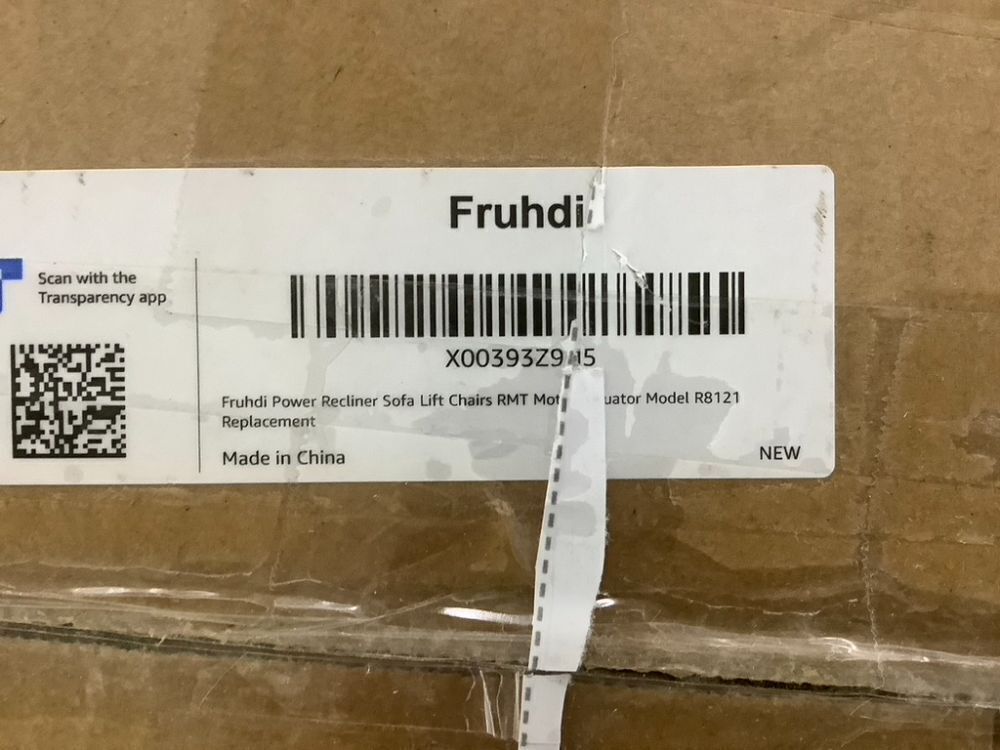 Fruhdi
Scan with the
Transparency app
Fruhdi Power Recliner Sofa Lift Chairs RMT Model R8121
Replacement
Made in China
NEW